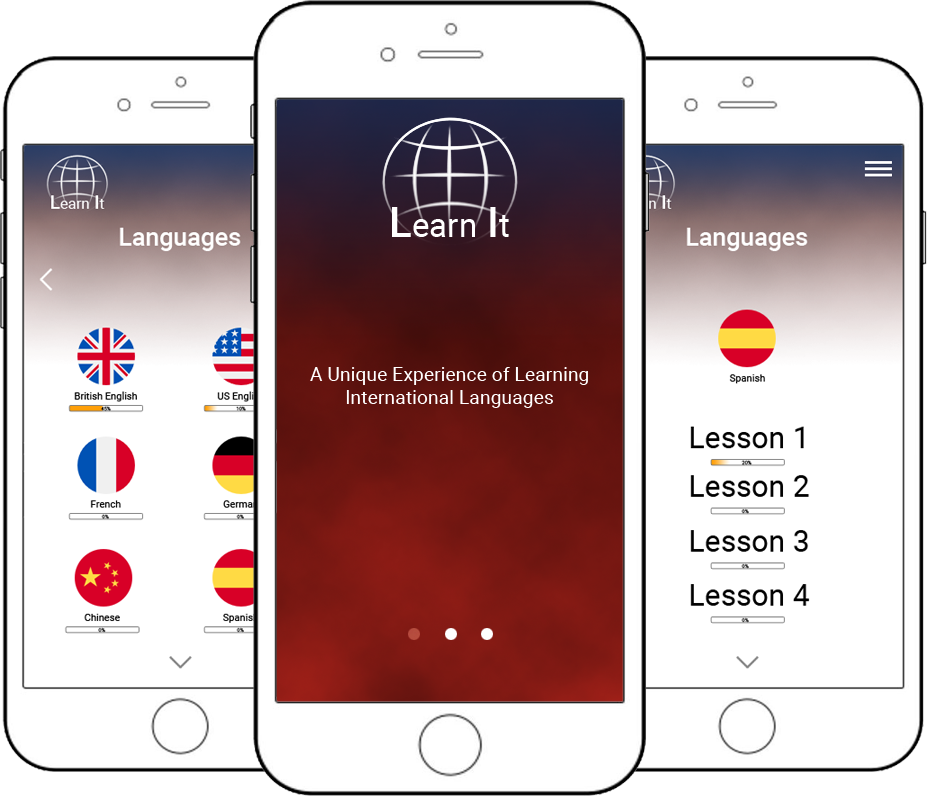 Learn It
Languages
British English
45%
US Engli
10%
French
0%
Germa
0%
Chinese
0%
Spanis
0%
Learn It
A Unique Experience of Learning
International Languages
n It
Languages
Spanish
Lesson 1
20%
Lesson 2
0%
Lesson 3
0%
Lesson 4
0%